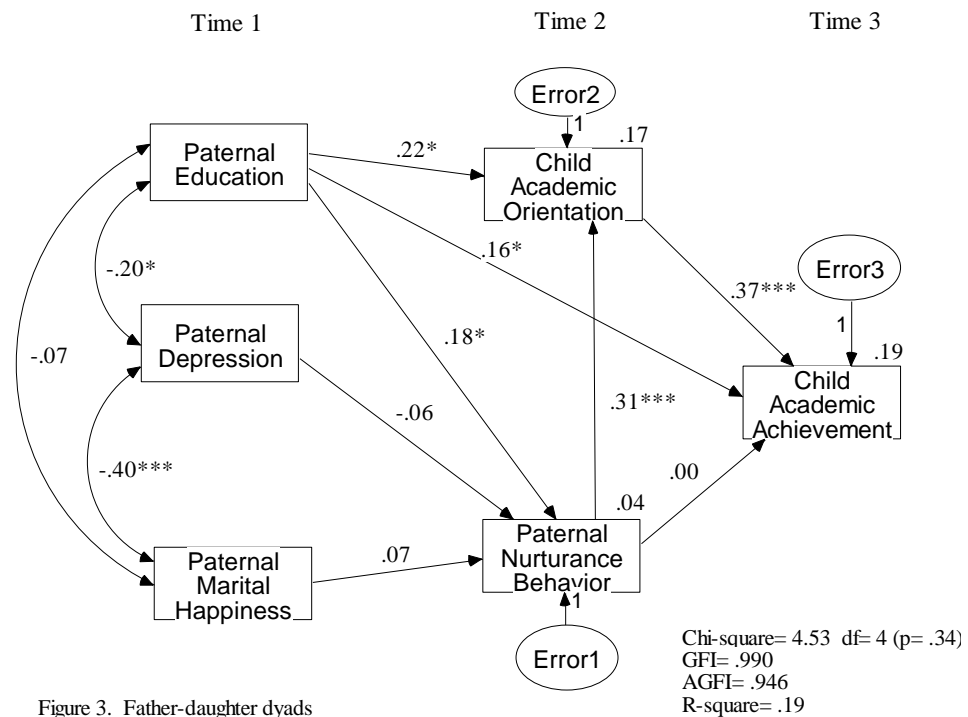 Time 1
Time 2
Time 3
Error2
1
.17
Paternal
Education
.22*
Child
Academic
Orientation
.16*
Error3
-.20*
.37***
1
Paternal
Depression
.18*
.19
-.07
Child
Academic
Achievement
-.06
.31***
-.40***
.00
.04
Paternal
Marital
Happiness
.07
Paternal
Nurturance
Behavior
1
Error1
Chi-square= 4.53 df= 4 (p= .34)
GFI= .990
AGFI= .946
R-square= .19
Figure 3. Father-daughter dyads